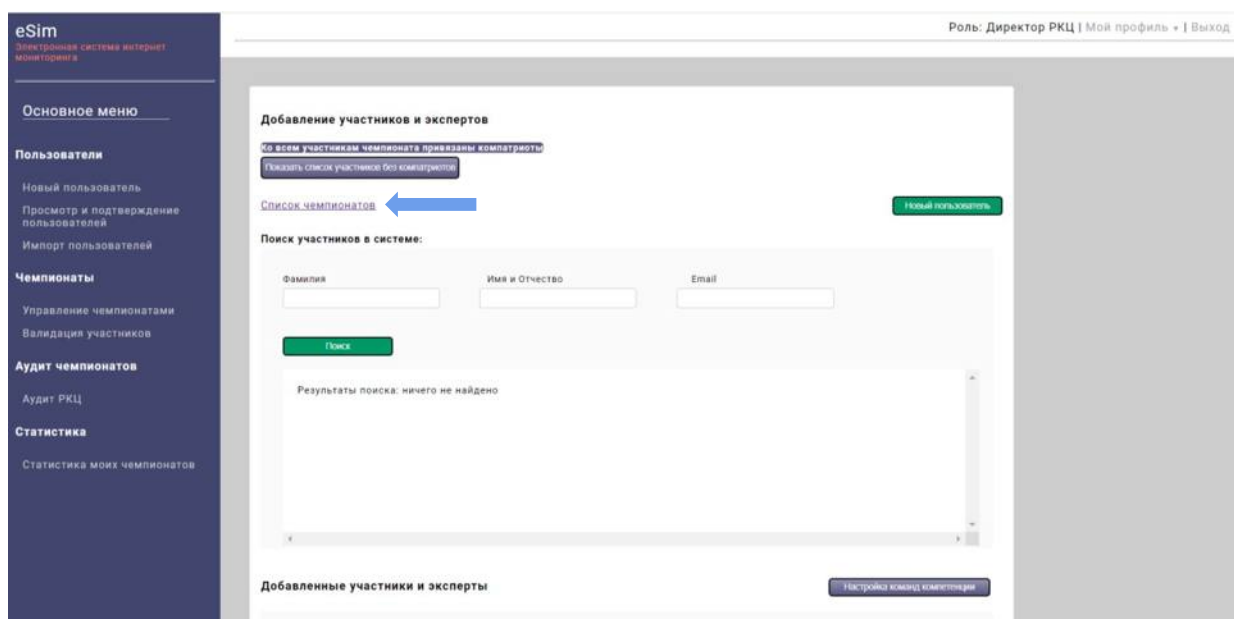 eSim
Электронная система интернет
мониторинга
Роль: Директор РКЦ | Мой профиль | Выход
Основное меню
Пользователи
Новый пользователь
Просмотр и подтверждение
пользователей
Импорт пользователей
Чемпионаты
Управление чемпионатами
Валидация участников
Аудит чемпионатов
Аудит РКЦ
Статистика
Статистика моих чемпионатов
Добавление участников и экспертов
Ко всем участникам чемпионата привязаны компатриоты
Показать список участников без компатриотов
Список чемпионатов
Новый пользователь
Поиск участников в системе:
Фамилия
Имя и Отчество
Email
Поиск
Результаты поиска: ничего не найдено
Добавленные участники и эксперты
Настройка команд компетенции